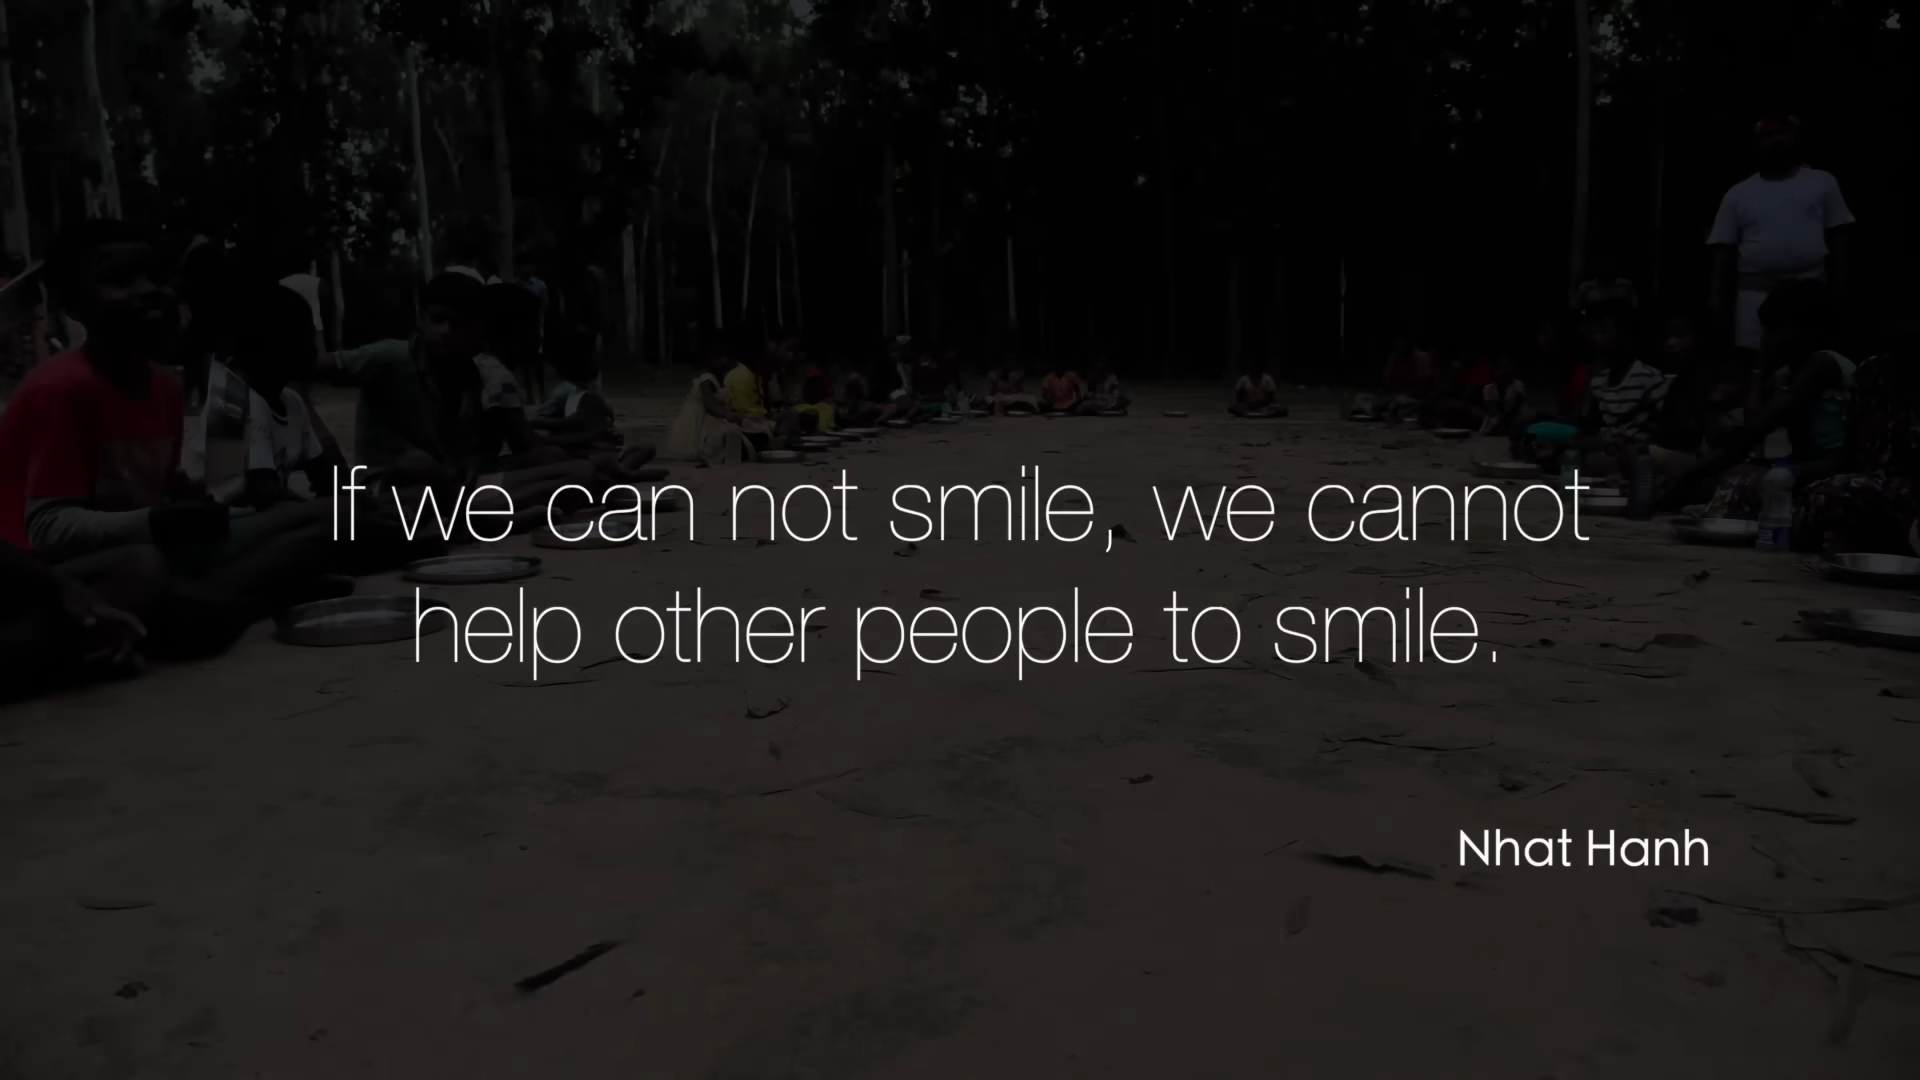 If we can not smile, we cannot
help other people to smile.
Nhat Hanh